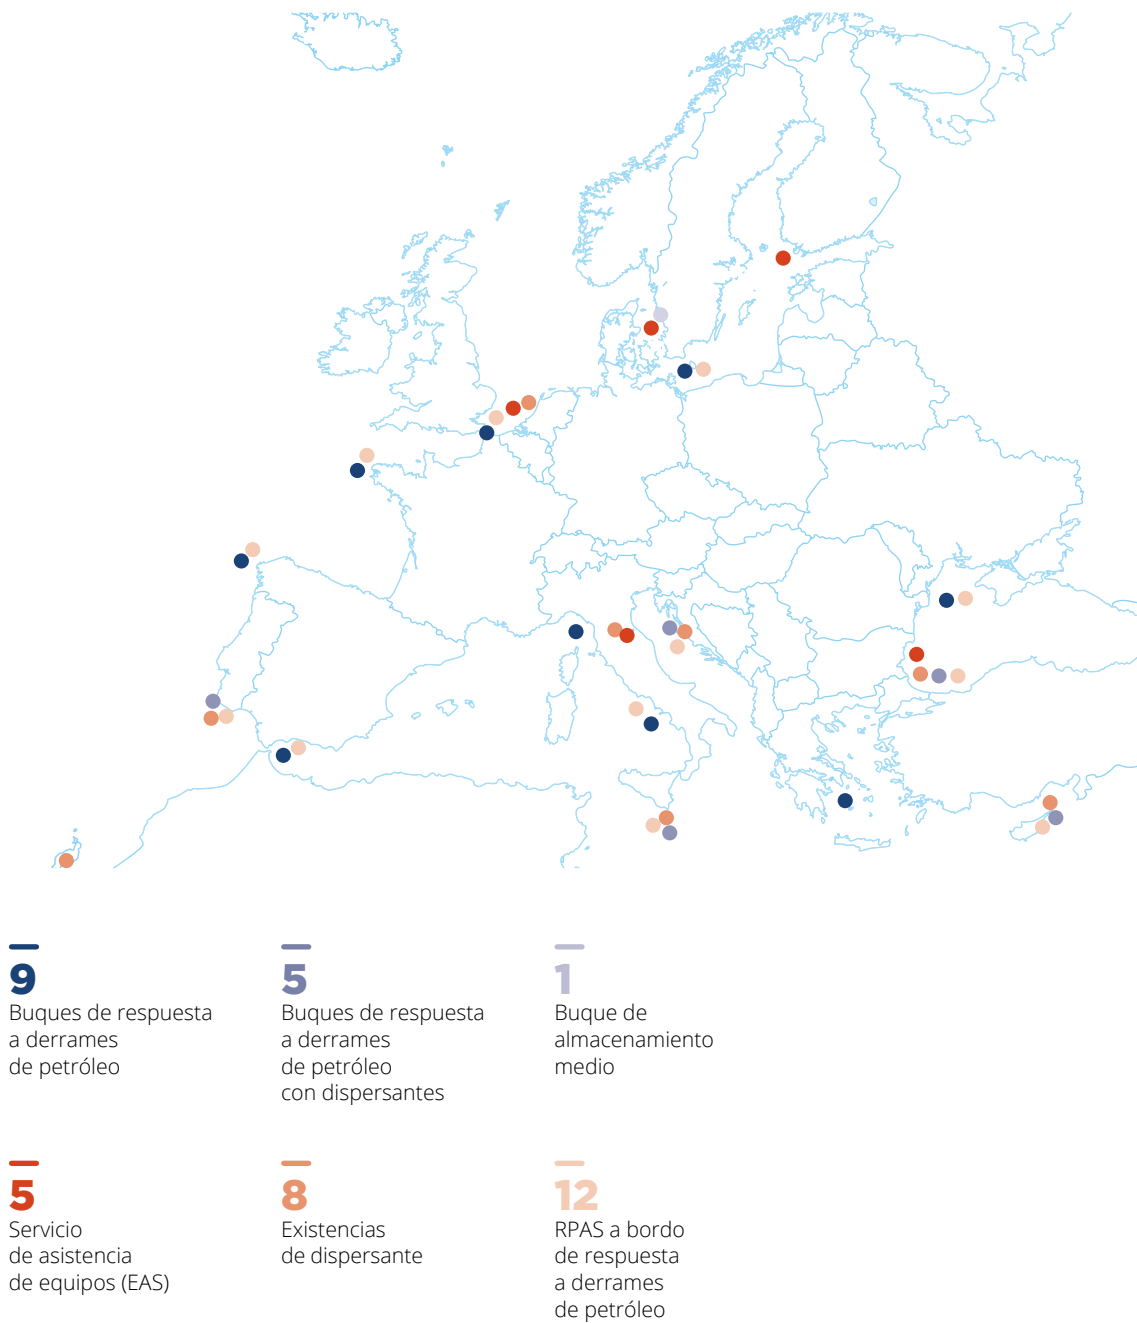 9
Buques de respuesta
a derrames
de petróleo
5
Buques de respuesta
a derrames
de petróleo
con dispersantes
1
Buque de
almacenamiento
medio
5
Servicio
de asistencia
de equipos (EAS)
8
Existencias
de dispersante
12
RPAS a bordo
de respuesta
a derrames
de petróleo